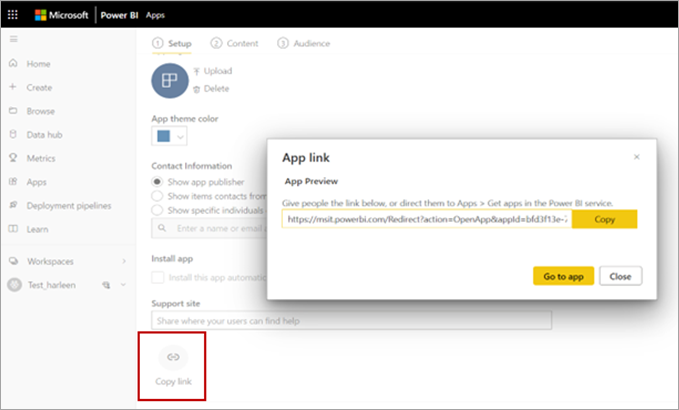 Microsoft Power BI Apps
1 Setup 2 Content 3 Audience
Home
Create
Browse
Data hub
Metrics
Apps
Deployment pipelines
Learn
Workspaces
Test_harleen
Upload
Delete
App theme color
Contact Information
Show app publisher
Show items contacts from
Show specific individuals
Enter a name or email
Install app
Install this app automatic
Support site
Share where your users can find help
Copy link
App link
App Preview
Give people the link below, or direct them to Apps > Get apps in the Power BI service.
https://msit.powerbi.com/Redirect?action=OpenApp&appId=bfd3f13e-7
Copy
Go to app
Close